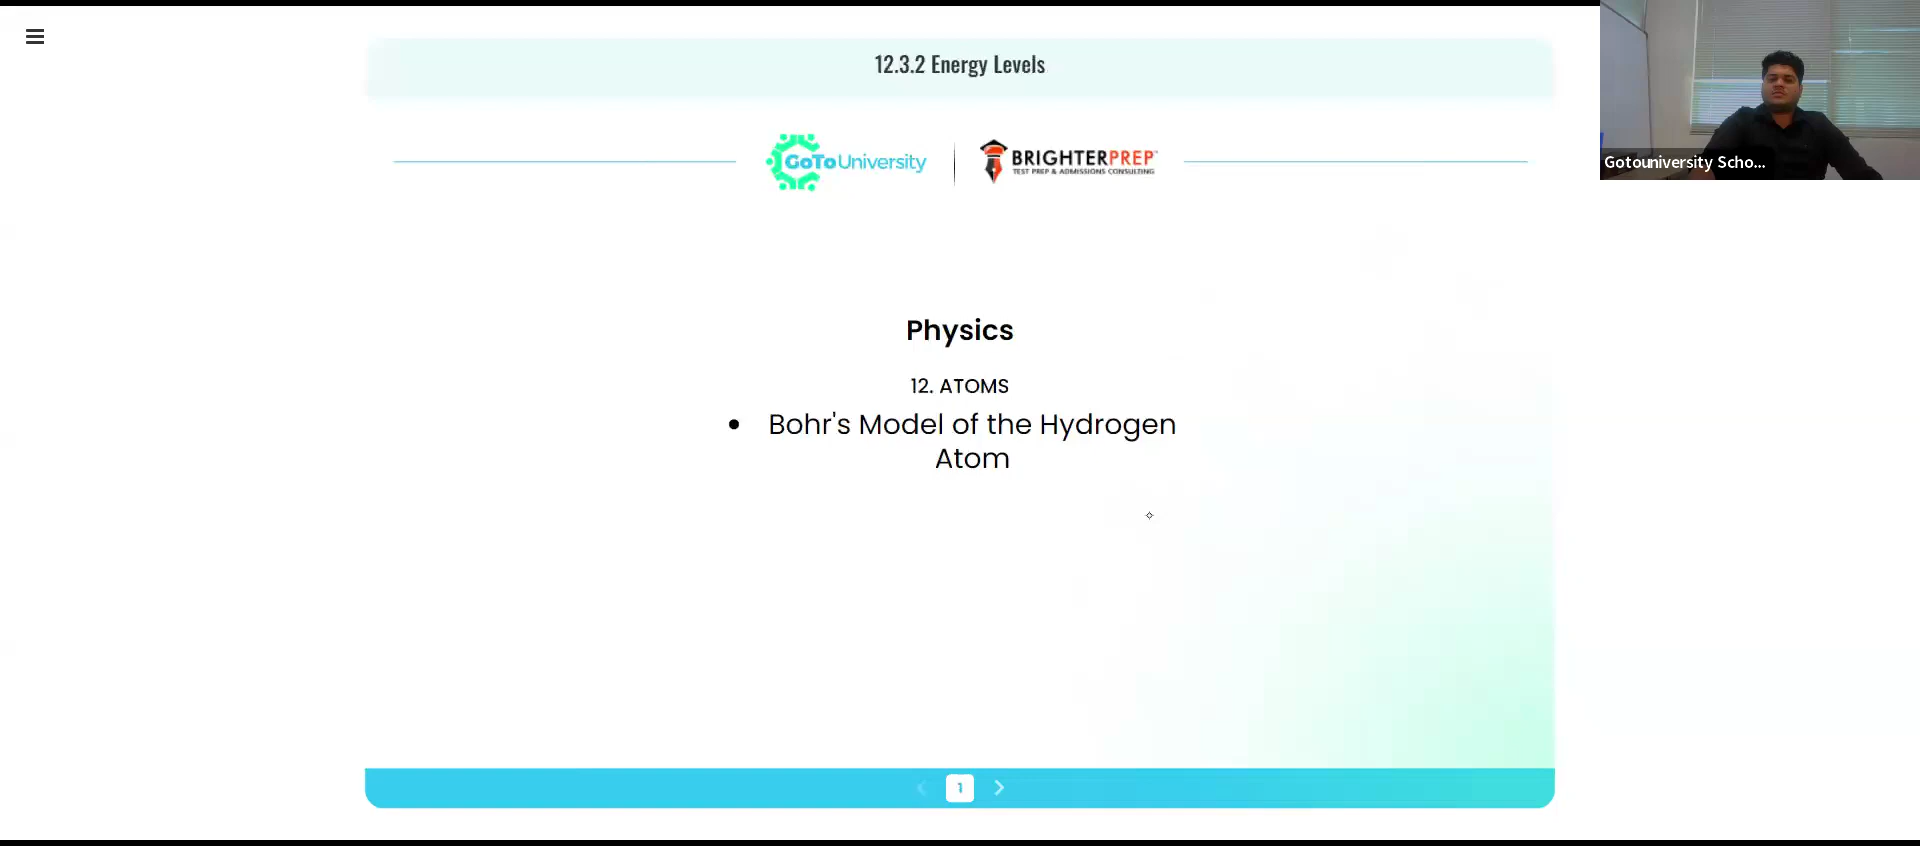 12.3.2 Energy Levels
GoToUniversity
BRIGHTERPREP™
TEST PREP & ADMISSIONS CONSULTING
Gotouniversity Scho...
Physics
12. ATOMS
• Bohr's Model of the Hydrogen
Atom
1